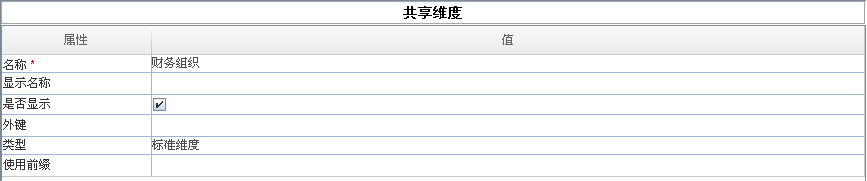 共享维度
属性 值
名称 * 财务组织
显示名称
是否显示
外键
类型 标准维度
使用前缀